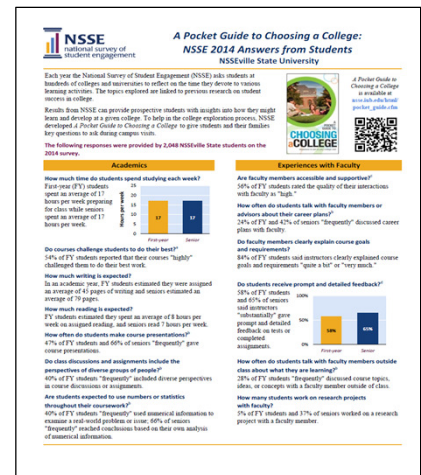 NSSE
national survey of
student engagement
A Pocket Guide to Choosing a College:
NSSE 2014 Answers from Students
NSSEville State University
Each year the National Survey of Student Engagement (NSSE) asks students at
hundreds of colleges and universities to reflect on the time they devote to various
learning activities. The topics explored are linked to previous research on student
success in college.
Results from NSSE can provide prospective students with insights into how they might
learn and develop at a given college. To help in the college exploration process, NSSE
developed A Pocket Guide to Choosing a College to give students and their families
key questions to ask during campus visits.
The following responses were provided by 2,048 NSSEville State students on the
2014 survey.
CHOOSING
a COLLEGE
A Pocket Guide to
Choosing a College
is available at
nsse.iub.edu/html/
pocket_guide.cfm
Academics
How much time do students spend studying each week?
First-year (FY) students
spent an average of 17
hours per week preparing
for class while seniors
spent an average of 17
hours per week.
Hours per week
25
20
15
10
5
0
17
17
First-year
Senior
Do courses challenge students to do their best?
54% of FY students reported that their courses "highly"
challenged them to do their best work.
How much writing is expected?
In an academic year, FY students estimated they were assigned
an average of 45 pages of writing and seniors estimated an
average of 79 pages.
How much reading is expected?
FY students estimated they spent an average of 8 hours per
week on assigned reading, and seniors read 7 hours per week.
How often do students make course presentations?
47% of FY students and 66% of seniors "frequently" gave
course presentations.
Do class discussions and assignments include the
perspectives of diverse groups of people?
40% of FY students "frequently" included diverse perspectives
in course discussions or assignments.
Are students expected to use numbers or statistics
throughout their coursework?
40% of FY students "frequently" used numerical information to
examine a real-world problem or issue; 66% of seniors
"frequently" reached conclusions based on their own analysis
of numerical information.
Experiences with Faculty
Are faculty members accessible and supportive?
56% of FY students rated the quality of their interactions
with faculty as "high."
How often do students talk with faculty members or
advisors about their career plans?
24% of FY and 42% of seniors "frequently" discussed career
plans with faculty.
Do faculty members clearly explain course goals
and requirements?
84% of FY students said instructors clearly explained course
goals and requirements "quite a bit" or "very much."
Do students receive prompt and detailed feedback?
58% of FY students
and 65% of seniors
said instructors
"substantially" gave
prompt and detailed
feedback on tests or
completed
assignments.
100%
50%
0%
58%
65%
First-year
Senior
How often do students talk with faculty members outside
class about what they are learning?
28% of FY students "frequently" discussed course topics,
ideas, or concepts with a faculty member outside of class.
How many students work on research projects
with faculty?
5% of FY students and 37% of seniors worked on a research
project with a faculty member.